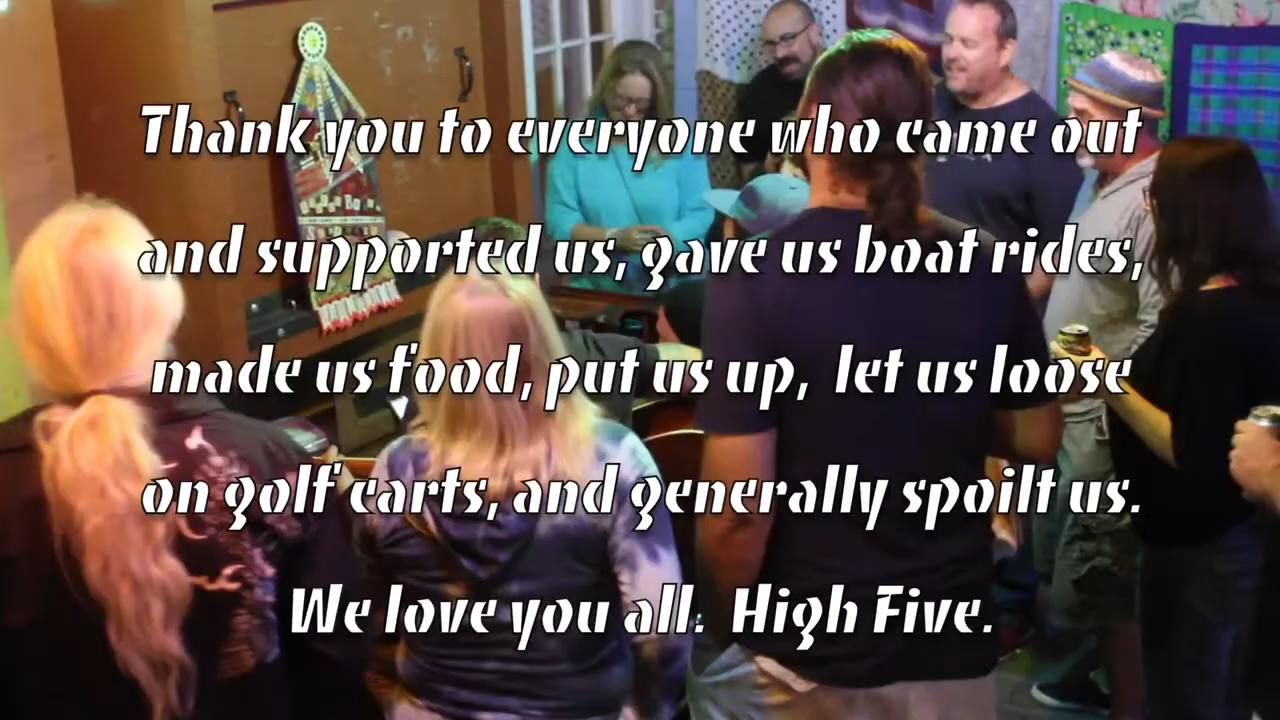 Thank you to everyone who came out
and supported us, gave us boat rides,
made us food, put us up, let us loose
on golf carts, and generally spoilt us.
We love you all. High Five.